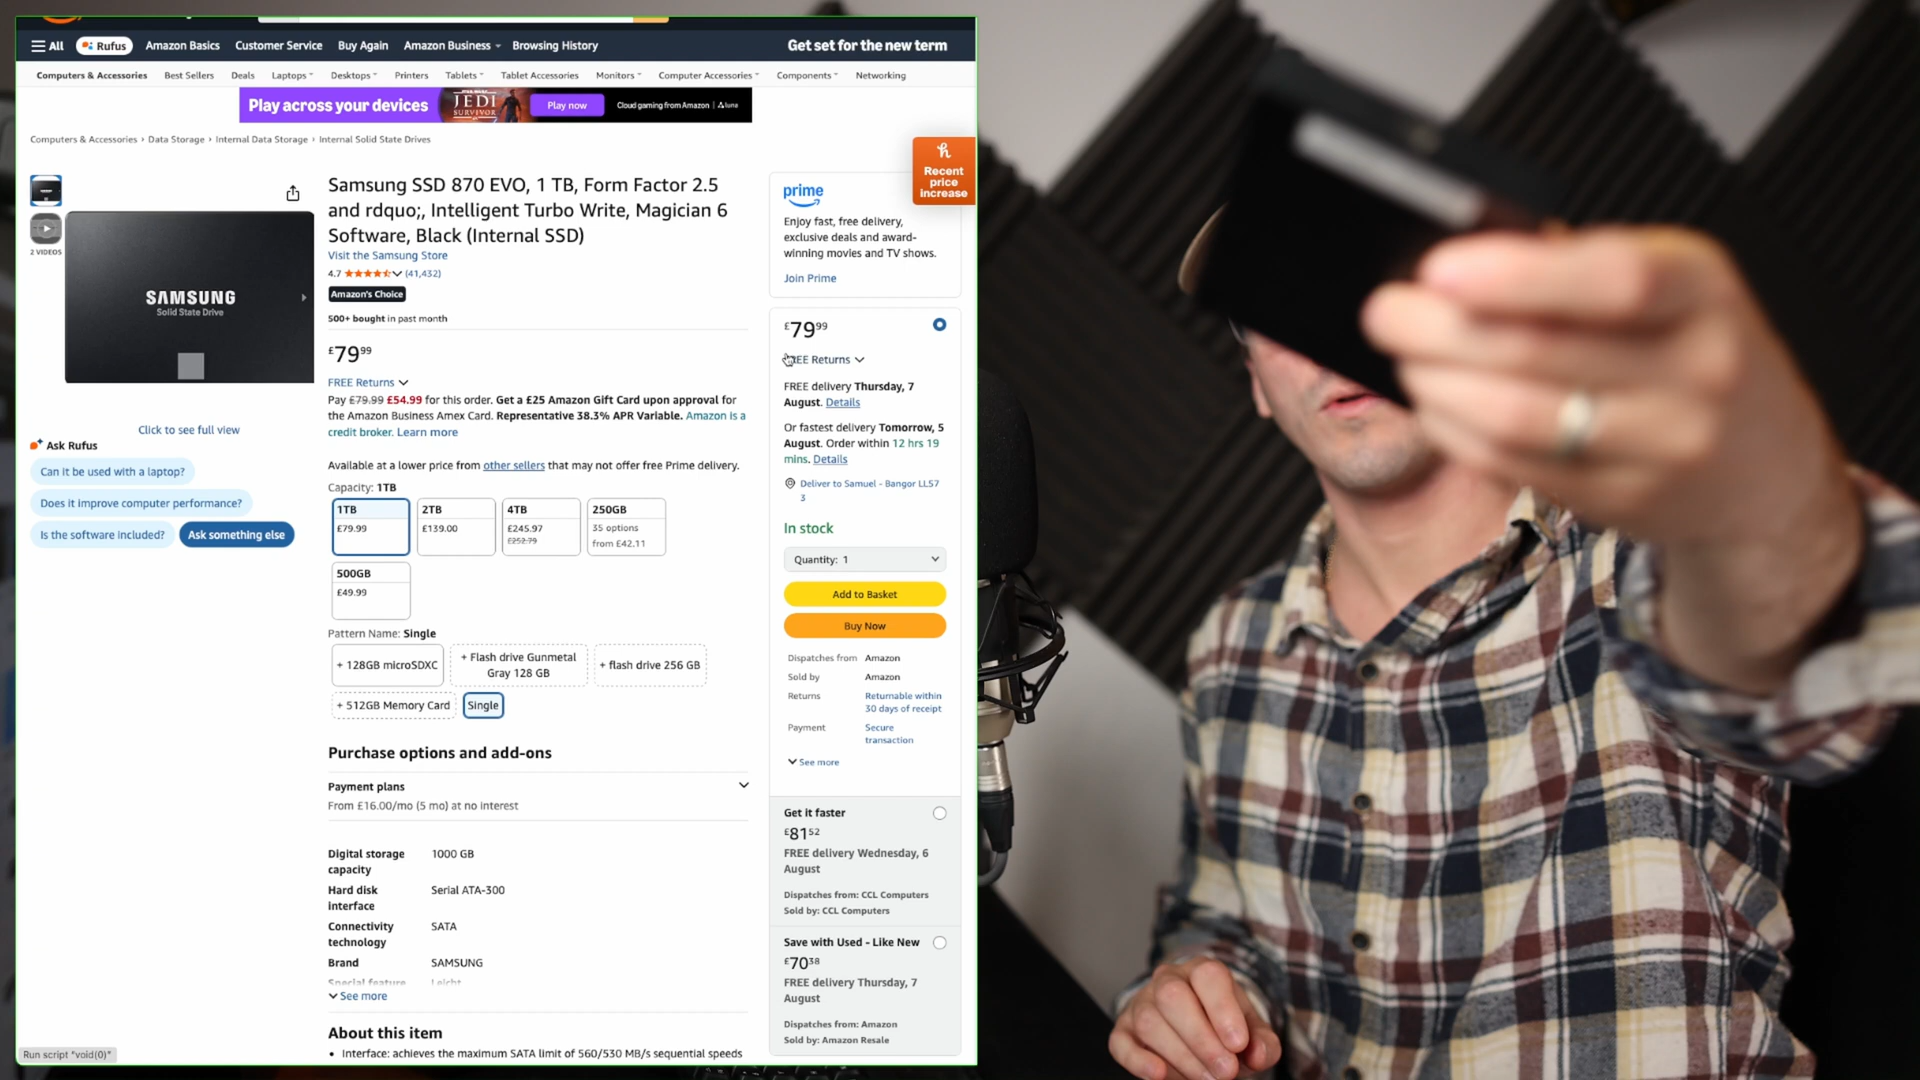 All
Rufus
Amazon Basics
Customer Service
Buy Again
Amazon Business
Browsing History
Get set for the new term
Computers & Accessories
Best Sellers
Deals
Laptops
Desktops
Printers
Tablets
Tablet Accessories
Monitors
Computer Accessories
Components
Networking
Play across your devices
STAR WARS
JEDI
SURVIVOR
Play now
Cloud gaming from Amazon | luna
Computers & Accessories › Data Storage › Internal Data Storage › Internal Solid State Drives
h
Recent
price
increase
2 VIDEOS
SAMSUNG
Solid State Drive
Click to see full view
Ask Rufus
Can it be used with a laptop?
Does it improve computer performance?
Is the software included?
Ask something else
Samsung SSD 870 EVO, 1 TB, Form Factor 2.5
and rdquo;, Intelligent Turbo Write, Magician 6
Software, Black (Internal SSD)
Visit the Samsung Store
4.7 (41,432)
Amazon's Choice
500+ bought in past month
£7999
FREE Returns
Pay £79.99 £54.99 for this order. Get a £25 Amazon Gift Card upon approval for
the Amazon Business Amex Card. Representative 38.3% APR Variable. Amazon is a
credit broker. Learn more
Available at a lower price from other sellers that may not offer free Prime delivery.
Capacity: 1TB
1TB
£79.99
2TB
£139.00
4TB
£245.97
£252.79
250GB
35 options
from £42.11
500GB
£49.99
Pattern Name: Single
+ 128GB microSDXC
+ Flash drive Gunmetal
Gray 128 GB
+ flash drive 256 GB
+ 512GB Memory Card
Single
Purchase options and add-ons
Payment plans
From £16.00/mo (5 mo) at no interest
Digital storage
capacity
1000 GB
Hard disk
interface
Serial ATA-300
Connectivity
technology
SATA
Brand
SAMSUNG
Special feature
Leicht
See more
About this item
• Interface: achieves the maximum SATA limit of 560/530 MB/s sequential speeds
prime
Enjoy fast, free delivery,
exclusive deals and award-
winning movies and TV shows.
Join Prime
£7999
FREE Returns
FREE delivery Thursday, 7
August. Details
Or fastest delivery Tomorrow, 5
August. Order within 12 hrs 19
mins. Details
Deliver to Samuel - Bangor LL57
3
In stock
Quantity: 1
Add to Basket
Buy Now
Dispatches from Amazon
Sold by Amazon
Returns Returnable within
30 days of receipt
Payment Secure
transaction
See more
Get it faster
£8152
FREE delivery Wednesday, 6
August
Dispatches from: CCL Computers
Sold by: CCL Computers
Save with Used - Like New
£7038
FREE delivery Thursday, 7
August
Dispatches from: Amazon
Sold by: Amazon Resale
Run script "void(0)"